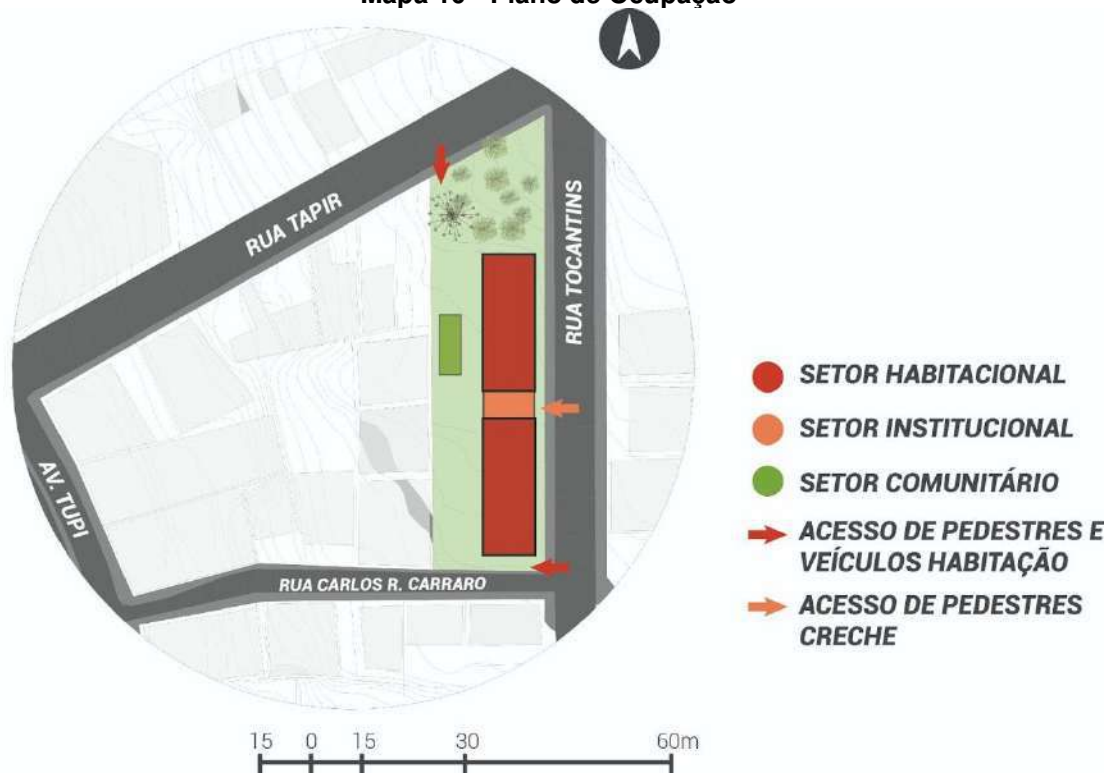 RUA TAPIR
RUA TOCANTINS
AV. TUPI
RUA CARLOS R. CARRARO
SETOR HABITACIONAL
SETOR INSTITUCIONAL
SETOR COMUNITÁRIO
ACESSO DE PEDESTRES E
VEÍCULOS HABITAÇÃO
ACESSO DE PEDESTRES
CRECHE
15 0 15 30 60m